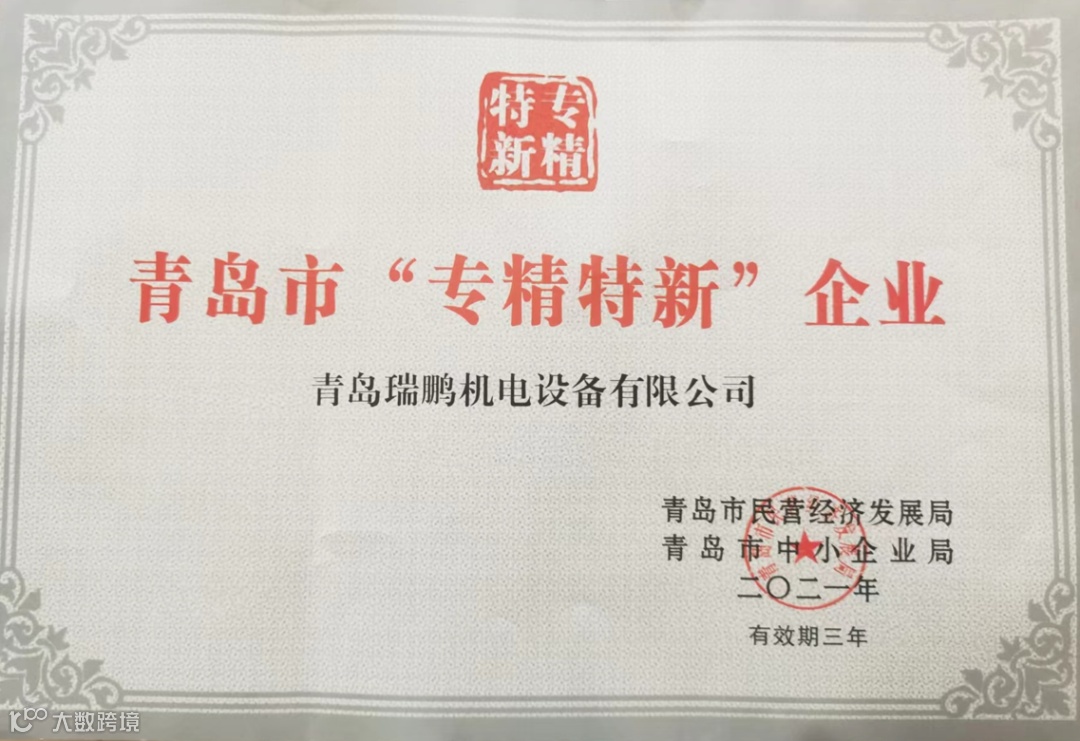 专精
特新
青岛市“专精特新”企业
青岛瑞鹏机电设备有限公司
青岛市民营经济发展局
青岛市中小企业局
二〇二一年
有效期三年
大数跨境